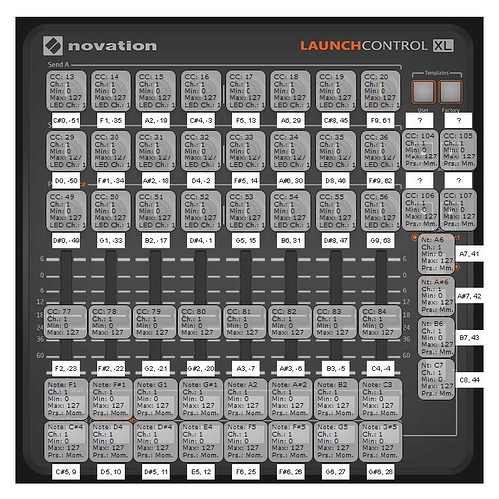 novation
LAUNCHCONTROL XL
Send A
Templates
User Factory
CC: 13 CC: 14 CC: 15 CC: 16 CC: 17 CC: 18 CC: 19 CC: 20
Ch.: 1 Ch.: 1 Ch.: 1 Ch.: 1 Ch.: 1 Ch.: 1 Ch.: 1 Ch.: 1
Min: 0 Min: 0 Min: 0 Min: 0 Min: 0 Min: 0 Min: 0 Min: 0
Max: 127 Max: 127 Max: 127 Max: 127 Max: 127 Max: 127 Max: 127 Max: 127
LED Ch.: 1 LED Ch.: 1 LED Ch.: 1 LED Ch.: 1 LED Ch.: 1 LED Ch.: 1 LED Ch.: 1 LED Ch.: 1
C#0, -51 F1, -35 A2, -19 C#4, -3 F5, 13 A6, 29 C#8, 45 F9, 61 ? ?
CC: 29 CC: 30 CC: 31 CC: 32 CC: 33 CC: 34 CC: 35 CC: 36 CC: 104 CC: 105
Ch.: 1 Ch.: 1 Ch.: 1 Ch.: 1 Ch.: 1 Ch.: 1 Ch.: 1 Ch.: 1 Ch.: 1 Ch.: 1
Min: 0 Min: 0 Min: 0 Min: 0 Min: 0 Min: 0 Min: 0 Min: 0 Min: 0 Min: 0
Max: 127 Max: 127 Max: 127 Max: 127 Max: 127 Max: 127 Max: 127 Max: 127 Max: 127 Max: 127
LED Ch.: 1 LED Ch.: 1 LED Ch.: 1 LED Ch.: 1 LED Ch.: 1 LED Ch.: 1 LED Ch.: 1 LED Ch.: 1 Prs.: Mm. Prs.: Mm.
D0, -50 F#1, -34 A#2, -18 D4, -2 F#5, 14 A#6, 30 D8, 46 F#9, 62 ? ?
CC: 49 CC: 50 CC: 51 CC: 52 CC: 53 CC: 54 CC: 55 CC: 56 CC: 106 CC: 107
Ch.: 1 Ch.: 1 Ch.: 1 Ch.: 1 Ch.: 1 Ch.: 1 Ch.: 1 Ch.: 1 Ch.: 1 Ch.: 1
Min: 0 Min: 0 Min: 0 Min: 0 Min: 0 Min: 0 Min: 0 Min: 0 Min: 0 Min: 0
Max: 127 Max: 127 Max: 127 Max: 127 Max: 127 Max: 127 Max: 127 Max: 127 Max: 127 Max: 127
LED Ch.: 1 LED Ch.: 1 LED Ch.: 1 LED Ch.: 1 LED Ch.: 1 LED Ch.: 1 LED Ch.: 1 LED Ch.: 1 Prs.: Mm. Prs.: Mm.
D#0, -49 G1, -33 B2, -17 D#4, -1 G5, 15 B6, 31 D#8, 47 G9, 63
Nt: A6
Ch.: 1
Min: 0
Max: 127
Prs.: Mm.
A7, 41
Nt: A#6
Ch.: 1
Min: 0
Max: 127
Prs.: Mm.
A#7, 42
Nt: B6
Ch.: 1
Min: 0
Max: 127
Prs.: Mm.
B7, 43
Nt: C7
Ch.: 1
Min: 0
Max: 127
Prs.: Mm.
C8, 44
6 6
0 0
6 6
12 12
CC: 77 CC: 78 CC: 79 CC: 80 CC: 81 CC: 82 CC: 83 CC: 84
Ch.: 1 Ch.: 1 Ch.: 1 Ch.: 1 Ch.: 1 Ch.: 1 Ch.: 1 Ch.: 1
Min: 0 Min: 0 Min: 0 Min: 0 Min: 0 Min: 0 Min: 0 Min: 0
Max: 127 Max: 127 Max: 127 Max: 127 Max: 127 Max: 127 Max: 127 Max: 127
18 18
24 24
36 36
60 60
F2, -23 F#2, -22 G2, -21 G#2, -20 A3, -7 A#3, -6 B3, -5 C4, -4
Note: F1 Note: F#1 Note: G1 Note: G#1 Note: A2 Note: A#2 Note: B2 Note: C3
Ch.: 1 Ch.: 1 Ch.: 1 Ch.: 1 Ch.: 1 Ch.: 1 Ch.: 1 Ch.: 1
Min: 0 Min: 0 Min: 0 Min: 0 Min: 0 Min: 0 Min: 0 Min: 0
Max: 127 Max: 127 Max: 127 Max: 127 Max: 127 Max: 127 Max: 127 Max: 127
Prs.: Mom. Prs.: Mom. Prs.: Mom. Prs.: Mom. Prs.: Mom. Prs.: Mom. Prs.: Mom. Prs.: Mom.
Note: C#4 Note: D4 Note: D#4 Note: E4 Note: F5 Note: F#5 Note: G5 Note: G#5
Ch.: 1 Ch.: 1 Ch.: 1 Ch.: 1 Ch.: 1 Ch.: 1 Ch.: 1 Ch.: 1
Min: 0 Min: 0 Min: 0 Min: 0 Min: 0 Min: 0 Min: 0 Min: 0
Max: 127 Max: 127 Max: 127 Max: 127 Max: 127 Max: 127 Max: 127 Max: 127
Prs.: Mom. Prs.: Mom. Prs.: Mom. Prs.: Mom. Prs.: Mom. Prs.: Mom. Prs.: Mom. Prs.: Mom.
C#5, 9 D5, 10 D#5, 11 E5, 12 F6, 25 F#6, 26 G6, 27 G#6, 28